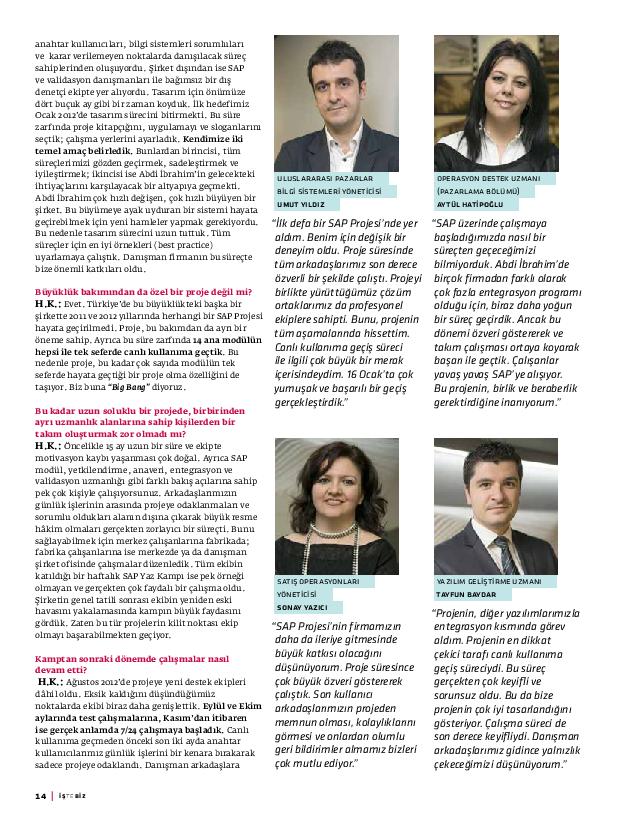 anahtar kullanıcıları, bilgi sistemleri sorumluları
ve karar verilemeyen noktalarda danışılacak süreç
sahiplerinden oluşuyordu. Şirket dışından ise SAP
ve validasyon danışmanları ile bağımsız bir dış
denetçi ekipte yer alıyordu. Tasarım için önümüze
dört buçuk ay gibi bir zaman koyduk. İlk hedefimiz
Ocak 2012'de tasarım sürecini bitirmekti. Bu süre
zarfında proje kitapçığını, uygulamayı ve sloganlarını
seçtik; çalışma yerlerini ayarladık. Kendimize iki
temel amaç belirledik. Bunlardan birincisi, tüm
süreçlerimizi gözden geçirmek, sadeleştirmek ve
iyileştirmek; ikincisi ise Abdi İbrahim'in gelecekteki
ihtiyaçlarını karşılayacak bir altyapıya geçmekti.
Abdi İbrahim çok hızlı değişen, çok hızlı büyüyen bir
şirket. Bu büyümeye ayak uyduran bir sistemi hayata
geçirebilmek için yeni hamleler yapmak gerekiyordu.
Bu nedenle tasarım sürecini uzun tuttuk. Tüm
süreçler için en iyi örnekleri (best practice)
uyarlamaya çalıştık. Danışman firmanın bu süreçte
bize önemli katkıları oldu.
Büyüklük bakımından da özel bir proje değil mi?
H.K.: Evet. Türkiye'de bu büyüklükteki başka bir
şirkette 2011 ve 2012 yıllarında herhangi bir SAP Projesi
hayata geçirilmedi. Proje, bu bakımdan da ayrı bir
öneme sahip. Ayrıca bu süre zarfında 14 ana modülün
hepsi ile tek seferde canlı kullanıma geçtik. Bu
nedenle proje, bu kadar çok sayıda modülün tek
seferde hayata geçtiği bir proje olma özelliğini de
taşıyor. Biz buna "Big Bang" diyoruz.
Bu kadar uzun soluklu bir projede, birbirinden
ayrı uzmanlık alanlarına sahip kişilerden bir
takım oluşturmak zor olmadı mı?
H.K.: Öncelikle 15 ay uzun bir süre ve ekipte
motivasyon kaybı yaşanması çok doğal. Ayrıca SAP
modül, yetkilendirme, anaveri, entegrasyon ve
validasyon uzmanlığı gibi farklı bakış açılarına sahip
pek çok kişiyle çalışıyorsunuz. Arkadaşlarımızın
günlük işlerinin arasında projeye odaklanmaları ve
sorumlu oldukları alanın dışına çıkarak büyük resme
hâkim olmaları gerçekten zorlayıcı bir süreçti. Bunu
sağlayabilmek için merkez çalışanlarına fabrikada;
fabrika çalışanlarına ise merkezde ya da danışman
şirket ofisinde çalışmalar düzenledik. Tüm ekibin
katıldığı bir haftalık SAP Yaz Kampı ise pek örneği
olmayan ve gerçekten çok faydalı bir çalışma oldu.
Şirketin genel tatili sonrası ekibin yeniden eski
havasını yakalamasında kampın büyük faydasını
gördük. Zaten bu tür projelerin kilit noktası ekip
olmayı başarabilmekten geçiyor.
Kamptan sonraki dönemde çalışmalar nasıl
devam etti?
H.K.: Ağustos 2012'de projeye yeni destek ekipleri
dâhil oldu. Eksik kaldığını düşündüğümüz
noktalarda ekibi biraz daha genişlettik. Eylül ve Ekim
aylarında test çalışmalarına, Kasım'dan itibaren
ise gerçek anlamda 7/24 çalışmaya başladık. Canlı
kullanıma geçmeden önceki son iki ayda anahtar
kullanıcılarımız günlük işlerini bir kenara bırakarak
sadece projeye odaklandı. Danışman arkadaşlara
ULUSLARARASI PAZARLAR
BİLGİ SİSTEMLERİ YÖNETİCİSİ
UMUT YILDIZ
"İlk defa bir SAP Projesi'nde yer
aldım. Benim için değişik bir
deneyim oldu. Proje süresinde
tüm arkadaşlarımız son derece
özverili bir şekilde çalıştı. Projeyi
birlikte yürüttüğümüz çözüm
ortaklarımız da profesyonel
ekiplere sahipti. Bunu, projenin
tüm aşamalarında hissettim.
Canlı kullanıma geçiş süreci
ile ilgili çok büyük bir merak
içerisindeydim. 16 Ocak'ta çok
yumuşak ve başarılı bir geçiş
gerçekleştirdik."
OPERASYON DESTEK UZMANI
(PAZARLAMA BÖLÜMÜ)
AYTÜL HATİPOĞLU
"SAP üzerinde çalışmaya
başladığımızda nasıl bir
süreçten geçeceğimizi
bilmiyorduk. Abdi İbrahim'de
birçok firmadan farklı olarak
çok fazla entegrasyon programı
olduğu için, biraz daha yoğun
bir süreç geçirdik. Ancak bu
dönemi özveri göstererek ve
takım çalışması ortaya koyarak
başarı ile geçtik. Çalışanlar
yavaş yavaş SAP'ye alışıyor.
Bu projenin, birlik ve beraberlik
gerektirdiğine inanıyorum."
SATIŞ OPERASYONLARI
YÖNETİCİSİ
SONAY YAZICI
"SAP Projesi'nin firmamızın
daha da ileriye gitmesinde
büyük katkısı olacağını
düşünüyorum. Proje süresince
çok büyük özveri göstererek
çalıştık. Son kullanıcı
arkadaşlarımızın projeden
memnun olması, kolaylıklarını
görmesi ve onlardan olumlu
geri bildirimler almamız bizleri
çok mutlu ediyor."
YAZILIM GELİŞTİRME UZMANI
TAYFUN BAYDAR
"Projenin, diğer yazılımlarımızla
entegrasyon kısmında görev
aldım. Projenin en dikkat
çekici tarafı canlı kullanıma
geçiş süreciydi. Bu süreç
gerçekten çok keyifli ve
sorunsuz oldu. Bu da bize
projenin çok iyi tasarlandığını
gösteriyor. Çalışma süreci de
son derece keyifliydi. Danışman
arkadaşlarımız gidince yalnızlık
çekeceğimizi düşünüyorum."
14 | İŞTE BİZ